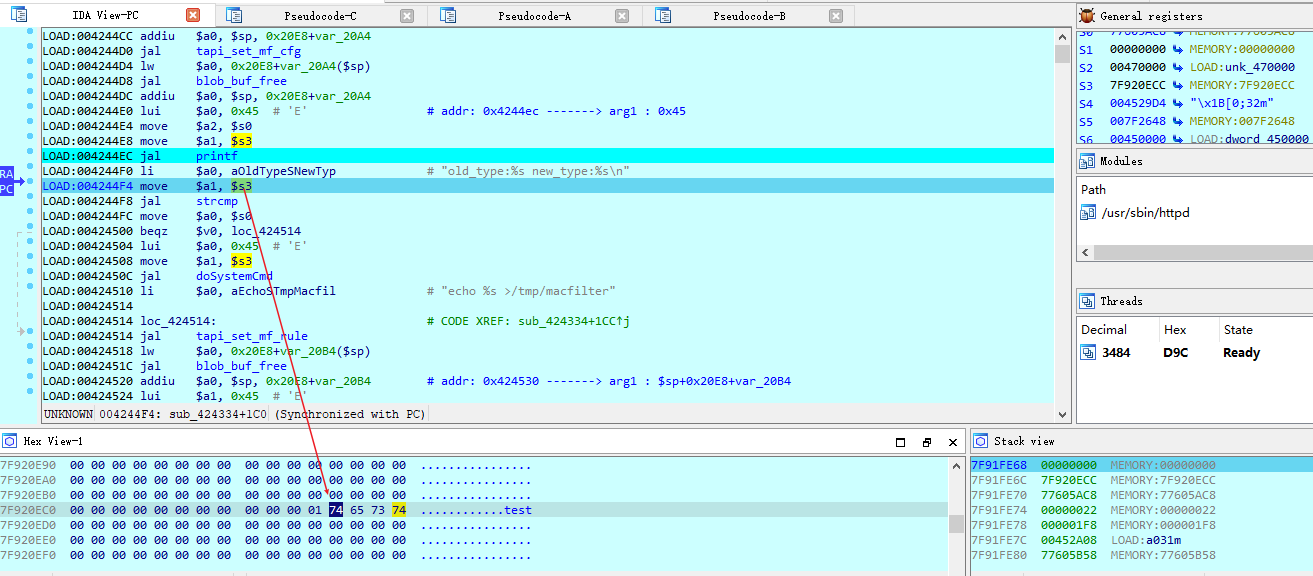 IDA View-PC
Pseudocode-C
Pseudocode-A
Pseudocode-B
LOAD:004244CC addiu $a0, $sp, 0x20E8+var_20A4
LOAD:004244D0 jal tapi_set_mf_cfg
LOAD:004244D4 lw $a0, 0x20E8+var_20A4($sp)
LOAD:004244D8 jal blob_buf_free
LOAD:004244DC addiu $a0, $sp, 0x20E8+var_20A4
LOAD:004244E0 lui $a0, 0x45 # 'E' # addr: 0x4244ec -------> arg1 : 0x45
LOAD:004244E4 move $a2, $s0
LOAD:004244E8 move $a1, $s3
LOAD:004244EC jal printf
LOAD:004244F0 li $a0, aOldTypeSNewTyp # "old_type:%s new_type:%s\n"
LOAD:004244F4 move $a1, $s3
LOAD:004244F8 jal strcmp
LOAD:004244FC move $a0, $s0
LOAD:00424500 beqz $v0, loc_424514
LOAD:00424504 lui $a0, 0x45 # 'E'
LOAD:00424508 move $a1, $s3
LOAD:0042450C jal doSystemCmd
LOAD:00424510 li $a0, aEchoSTmpMacfil # "echo %s >/tmp/macfilter"
LOAD:00424514
LOAD:00424514 loc_424514: # CODE XREF: sub_424334+1CC↑j
LOAD:00424514 jal tapi_set_mf_rule
LOAD:00424518 lw $a0, 0x20E8+var_20B4($sp)
LOAD:0042451C jal blob_buf_free
LOAD:00424520 addiu $a0, $sp, 0x20E8+var_20B4 # addr: 0x424530 -------> arg1 : $sp+0x20E8+var_20B4
LOAD:00424524 lui $a1, 0x45 # 'E'
RA
PC
UNKNOWN 004244F4: sub_424334+1C0 (Synchronized with PC)
General registers
S0 77605AC8 MEMORY:77605AC8
S1 00000000 MEMORY:00000000
S2 00470000 LOAD:unk_470000
S3 7F920ECC MEMORY:7F920ECC
S4 004529D4 "\x1B[0;32m"
S5 007F2648 MEMORY:007F2648
S6 00450000 LOAD:dword_450000
Modules
Path
/usr/sbin/httpd
Threads
Decimal Hex State
3484 D9C Ready
Hex View-1
7F920E90 00 00 00 00 00 00 00 00 00 00 00 00 00 00 00 00 ................
7F920EA0 00 00 00 00 00 00 00 00 00 00 00 00 00 00 00 00 ................
7F920EB0 00 00 00 00 00 00 00 00 00 00 00 00 00 00 00 00 ................
7F920EC0 00 00 00 00 00 00 00 00 00 00 00 01 74 65 73 74 ............test
7F920ED0 00 00 00 00 00 00 00 00 00 00 00 00 00 00 00 00 ................
7F920EE0 00 00 00 00 00 00 00 00 00 00 00 00 00 00 00 00 ................
7F920EF0 00 00 00 00 00 00 00 00 00 00 00 00 00 00 00 00 ................
Stack view
7F91FE68 00000000 MEMORY:00000000
7F91FE6C 7F920ECC MEMORY:7F920ECC
7F91FE70 77605AC8 MEMORY:77605AC8
7F91FE74 00000022 MEMORY:00000022
7F91FE78 000001F8 MEMORY:000001F8
7F91FE7C 00452A08 LOAD:a031m
7F91FE80 77605B58 MEMORY:77605B58